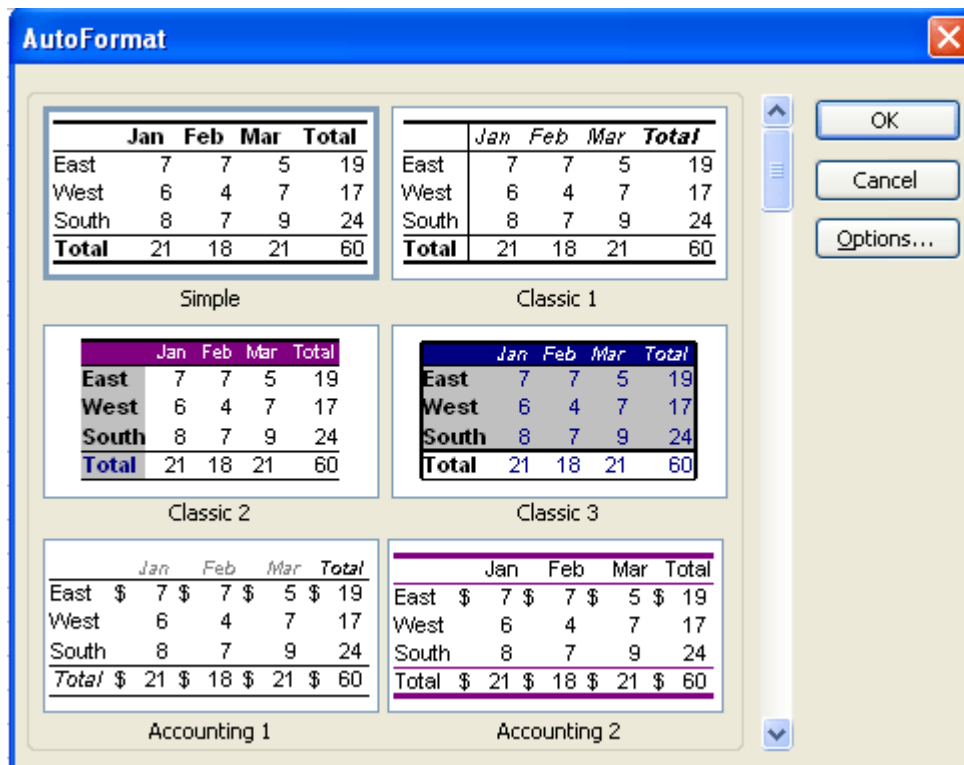 AutoFormat
Jan Feb Mar Total
East 7 7 5 19
West 6 4 7 17
South 8 7 9 24
Total 21 18 21 60
Simple
Jan Feb Mar Total
East 7 7 5 19
West 6 4 7 17
South 8 7 9 24
Total 21 18 21 60
Classic 1
OK
Cancel
Options...
Jan Feb Mar Total
East 7 7 5 19
West 6 4 7 17
South 8 7 9 24
Total 21 18 21 60
Classic 2
Jan Feb Mar Total
East 7 7 5 19
West 6 4 7 17
South 8 7 9 24
Total 21 18 21 60
Classic 3
Jan Feb Mar Total
East $ 7 $ 7 $ 5 $ 19
West 6 4 7 17
South 8 7 9 24
Total $ 21 $ 18 $ 21 $ 60
Accounting 1
Jan Feb Mar Total
East $ 7 $ 7 $ 5 $ 19
West 6 4 7 17
South 8 7 9 24
Total $ 21 $ 18 $ 21 $ 60
Accounting 2